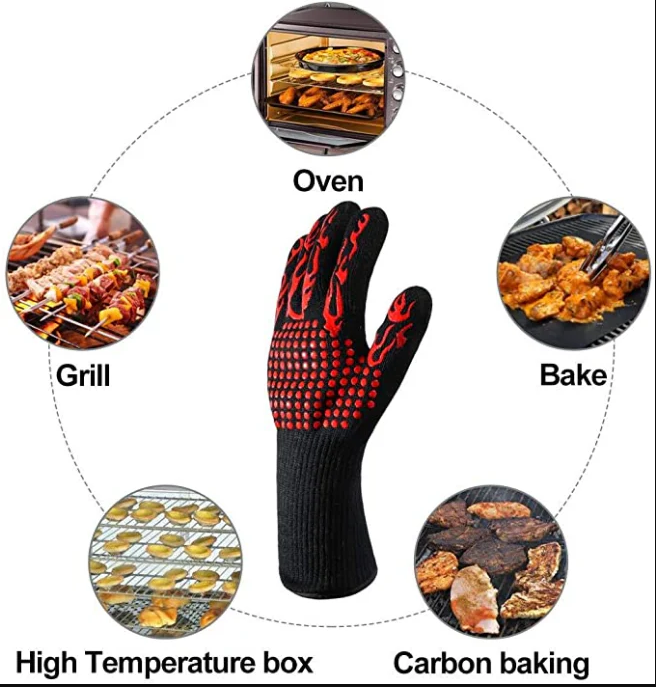 Oven
Grill
Bake
High Temperature box
Carbon baking